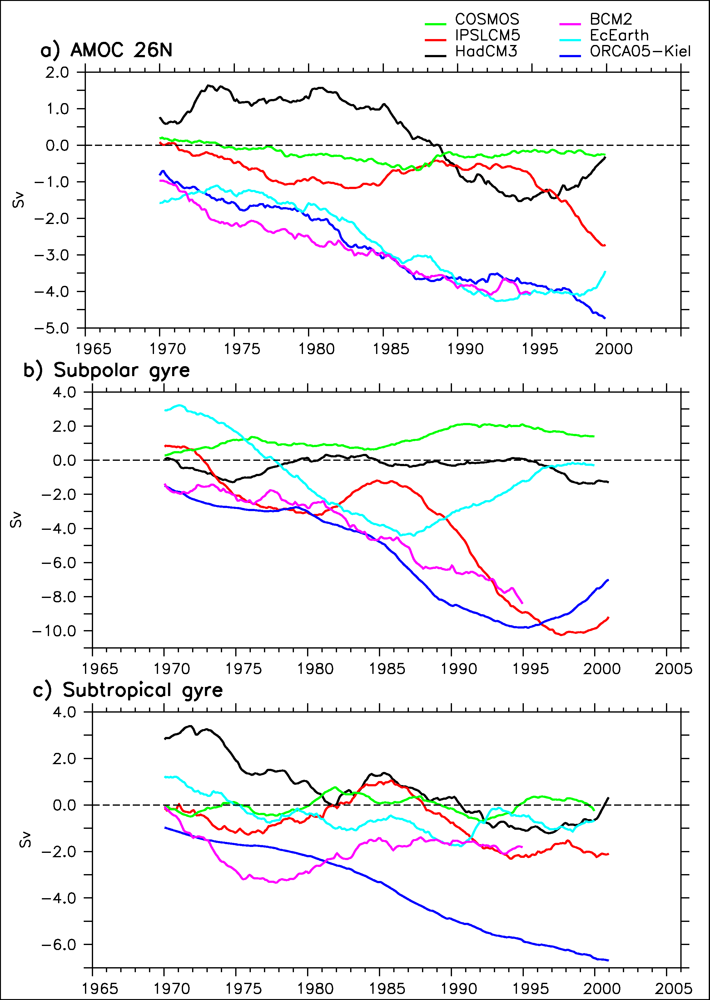 COSMOS BCM2
IPSLCM5 EcEarth
HadCM3 ORCA05-Kiel
a) AMOC 26N
2.0
1.0
0.0
-1.0
-2.0
-3.0
-4.0
-5.0
Sv
1965 1970 1975 1980 1985 1990 1995 2000
b) Subpolar gyre
4.0
2.0
0.0
-2.0
-4.0
-6.0
-8.0
-10.0
Sv
1965 1970 1975 1980 1985 1990 1995 2000 2005
c) Subtropical gyre
4.0
2.0
0.0
-2.0
-4.0
-6.0
Sv
1965 1970 1975 1980 1985 1990 1995 2000 2005